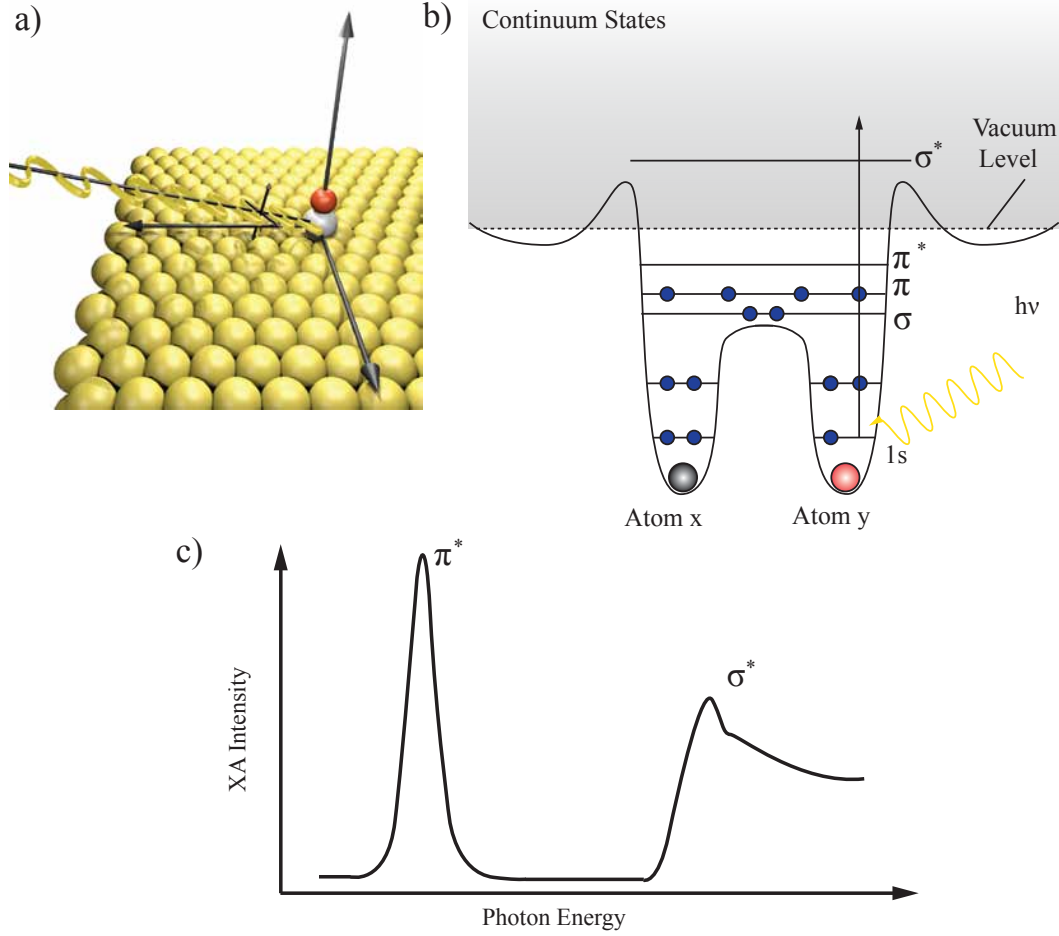 a)
b)
Continuum States
Vacuum
Level
σ*
π*
π
σ
hν
1s
Atom x
Atom y
c)
π*
σ*
XA Intensity
Photon Energy